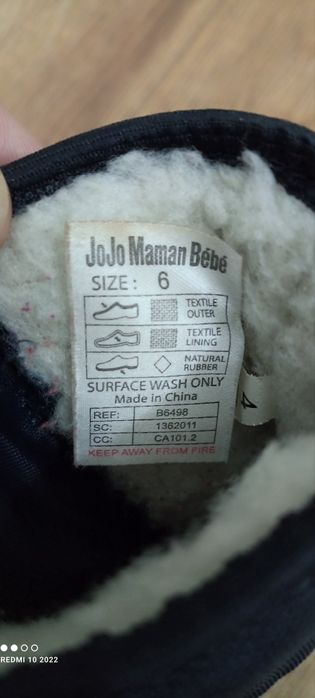 JoJo Maman Bébé
SIZE : 6
TEXTILE
OUTER
TEXTILE
LINING
NATURAL
RUBBER
SURFACE WASH ONLY
Made in China
REF: B6498
SC: 1362011
CC: CA101.2
KEEP AWAY FROM FIRE
REDMI 10 2022